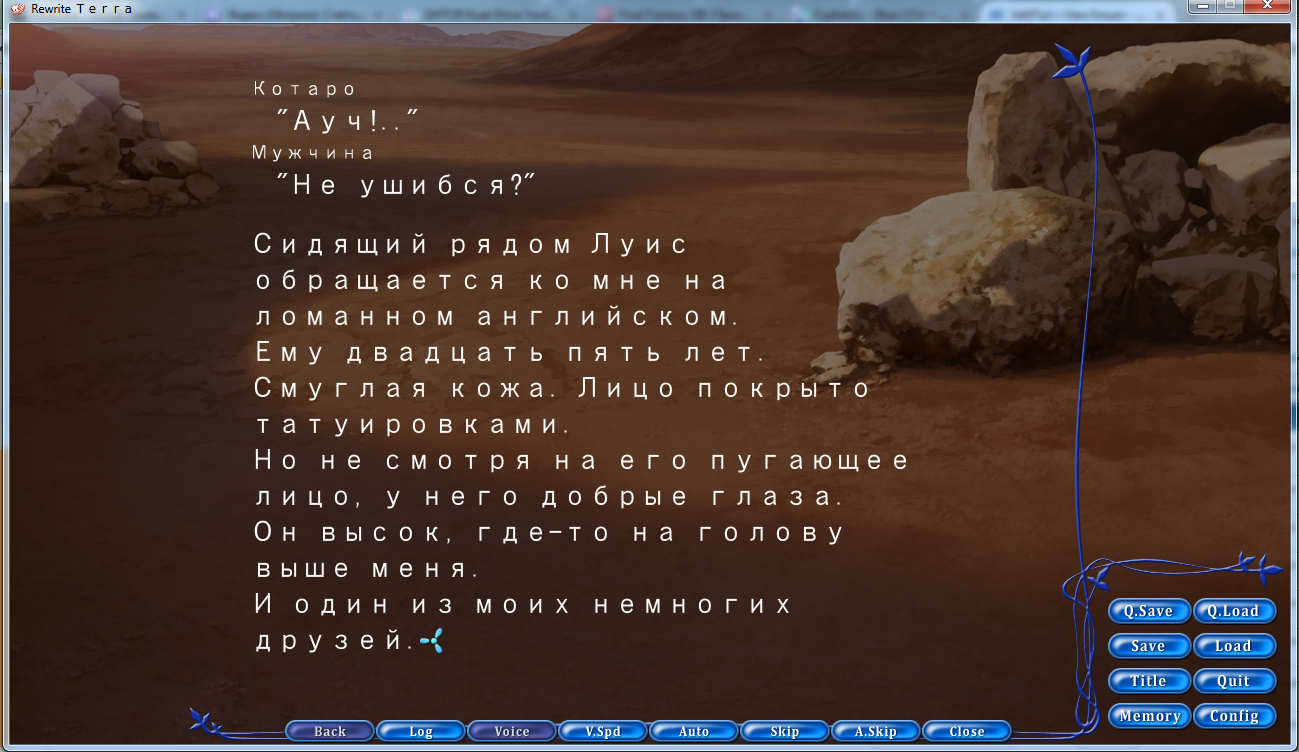 Rewrite Terra
Котаро
"Ауч!.."
Мужчина
"Не ушибся?"
Сидящий рядом Луис
обращается ко мне на
ломанном английском.
Ему двадцать пять лет.
Смуглая кожа. Лицо покрыто
татуировками.
Но не смотря на его пугающее
лицо, у него добрые глаза.
Он высок, где-то на голову
выше меня.
И один из моих немногих
друзей.
Q.Save Q.Load
Save Load
Title Quit
Memory Config
Back Log Voice V.Spd Auto Skip A.Skip Close